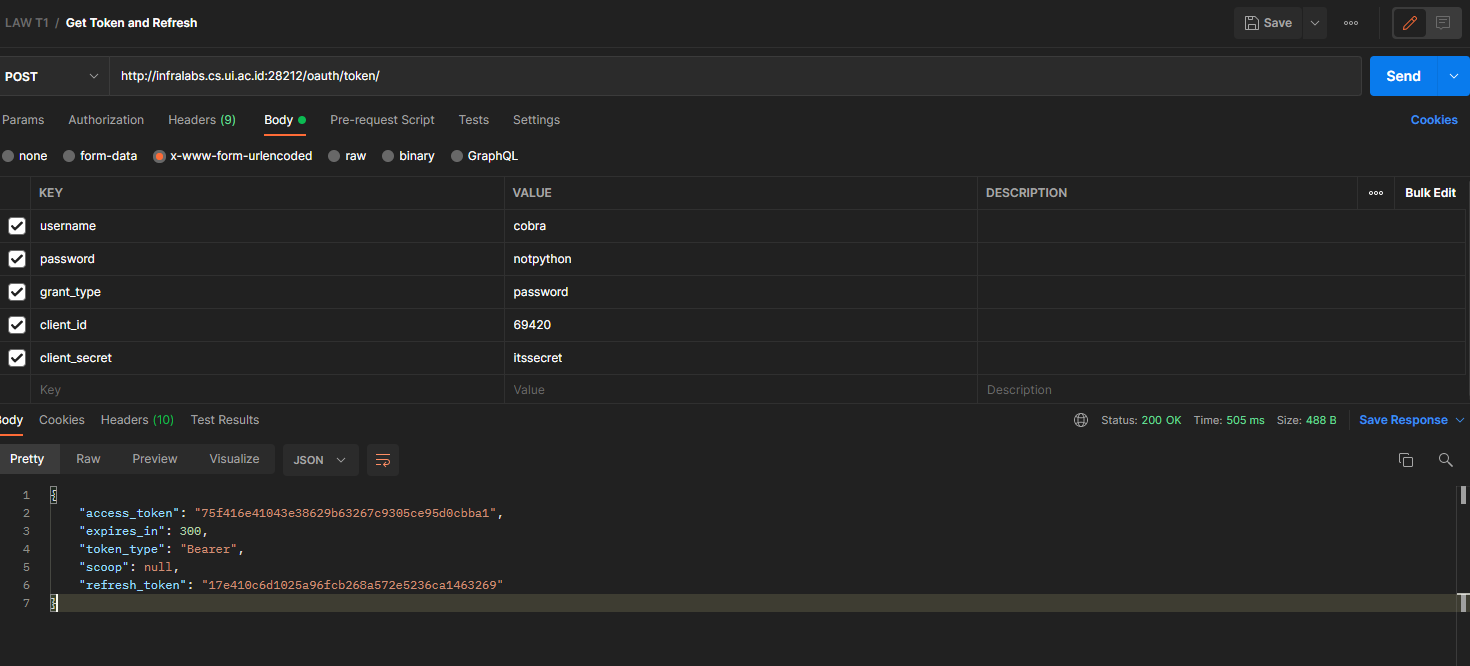 LAW T1 / Get Token and Refresh
Save
POST http://infralabs.cs.ui.ac.id:28212/oauth/token/ Send
Params Authorization Headers (9) Body Pre-request Script Tests Settings Cookies
none form-data x-www-form-urlencoded raw binary GraphQL
KEY VALUE DESCRIPTION Bulk Edit
username cobra
password notpython
grant_type password
client_id 69420
client_secret itssecret
Key Value Description
Body Cookies Headers (10) Test Results Status: 200 OK Time: 505 ms Size: 488 B Save Response
Pretty Raw Preview Visualize JSON
1 {
2 "access_token": "75f416e41043e38629b63267c9305ce95d0cbba1",
3 "expires_in": 300,
4 "token_type": "Bearer",
5 "scoop": null,
6 "refresh_token": "17e410c6d1025a96fcb268a572e5236ca1463269"
7 }